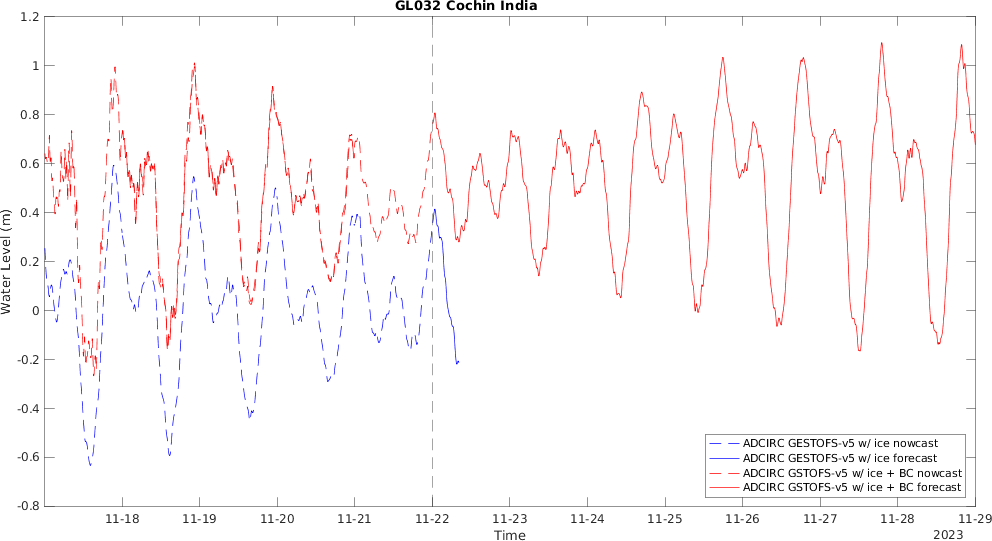 GL032 Cochin India
Water Level (m)
1.2
1
0.8
0.6
0.4
0.2
0
-0.2
-0.4
-0.6
-0.8
ADCIRC GESTOFS-v5 w/ ice nowcast
ADCIRC GESTOFS-v5 w/ ice forecast
ADCIRC GSTOFS-v5 w/ ice + BC nowcast
ADCIRC GSTOFS-v5 w/ ice + BC forecast
11-18 11-19 11-20 11-21 11-22 11-23 11-24 11-25 11-26 11-27 11-28 11-29
Time
2023